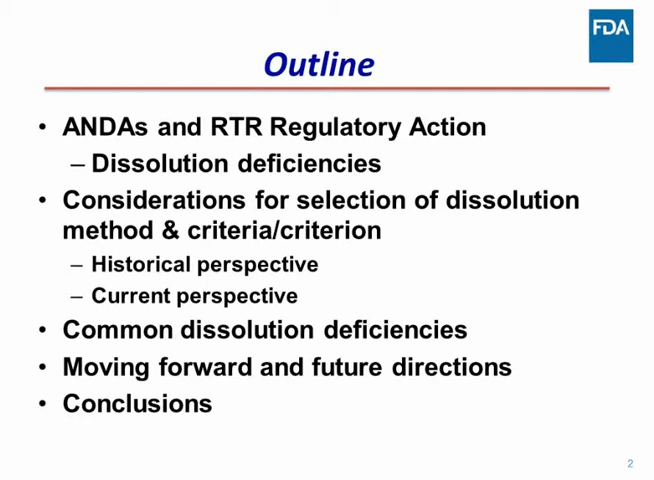 FDA
Outline
• ANDAs and RTR Regulatory Action
– Dissolution deficiencies
• Considerations for selection of dissolution
method & criteria/criterion
– Historical perspective
– Current perspective
• Common dissolution deficiencies
• Moving forward and future directions
• Conclusions
2